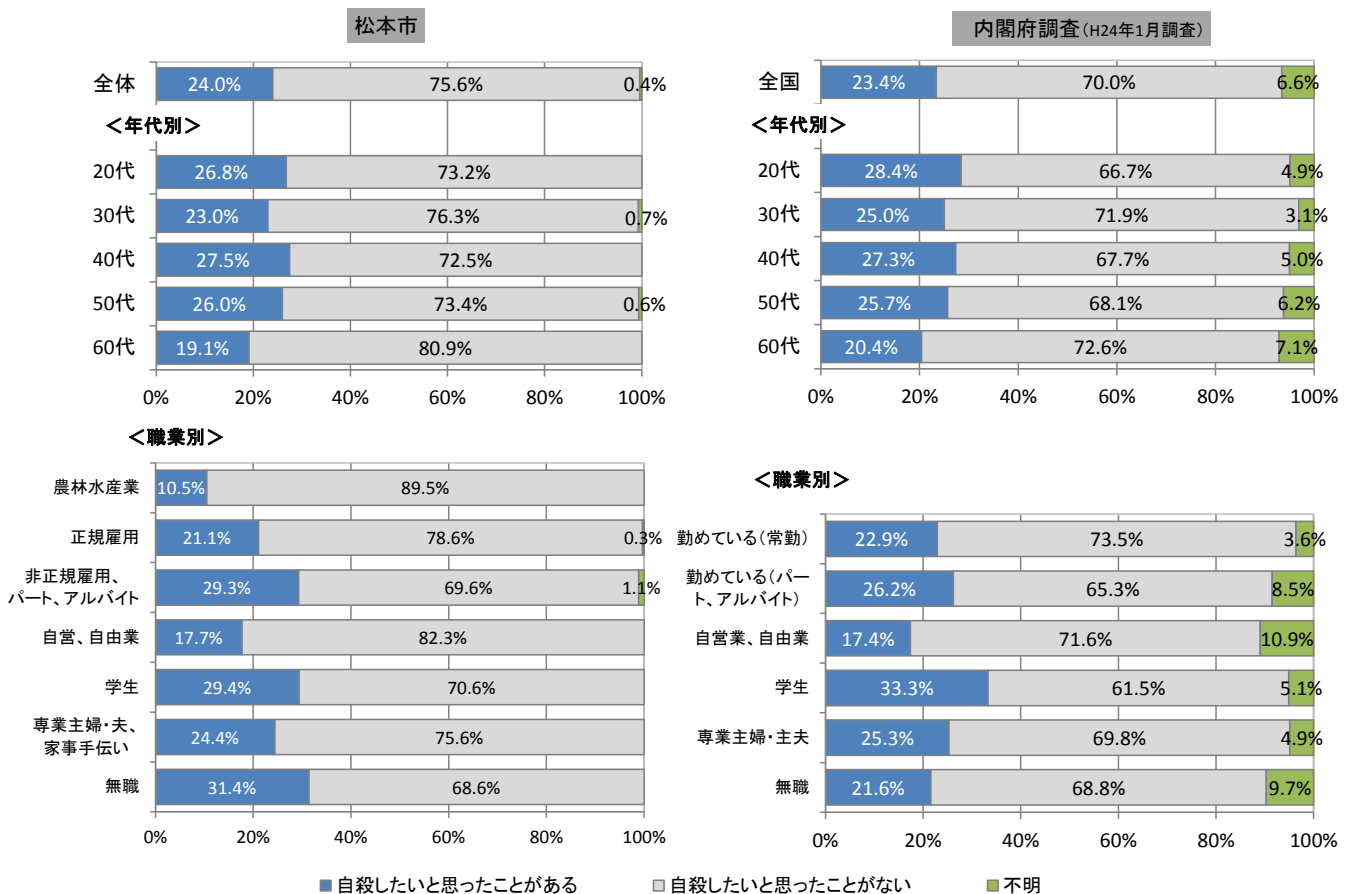 松本市
全体
24.0% 75.6% 0.4%
＜年代別＞
20代
26.8% 73.2%
30代
23.0% 76.3% 0.7%
40代
27.5% 72.5%
50代
26.0% 73.4% 0.6%
60代
19.1% 80.9%
0% 20% 40% 60% 80% 100%
＜職業別＞
農林水産業
10.5% 89.5%
正規雇用
21.1% 78.6% 0.3%
非正規雇用、
パート、アルバイト
29.3% 69.6% 1.1%
自営、自由業
17.7% 82.3%
学生
29.4% 70.6%
専業主婦・夫、
家事手伝い
24.4% 75.6%
無職
31.4% 68.6%
0% 20% 40% 60% 80% 100%
内閣府調査（H24年1月調査）
全国
23.4% 70.0% 6.6%
＜年代別＞
20代
28.4% 66.7% 4.9%
30代
25.0% 71.9% 3.1%
40代
27.3% 67.7% 5.0%
50代
25.7% 68.1% 6.2%
60代
20.4% 72.6% 7.1%
0% 20% 40% 60% 80% 100%
＜職業別＞
勤めている（常勤）
22.9% 73.5% 3.6%
勤めている（パー
ト、アルバイト）
26.2% 65.3% 8.5%
自営業、自由業
17.4% 71.6% 10.9%
学生
33.3% 61.5% 5.1%
専業主婦・主夫
25.3% 69.8% 4.9%
無職
21.6% 68.8% 9.7%
0% 20% 40% 60% 80% 100%
自殺したいと思ったことがある 自殺したいと思ったことがない 不明